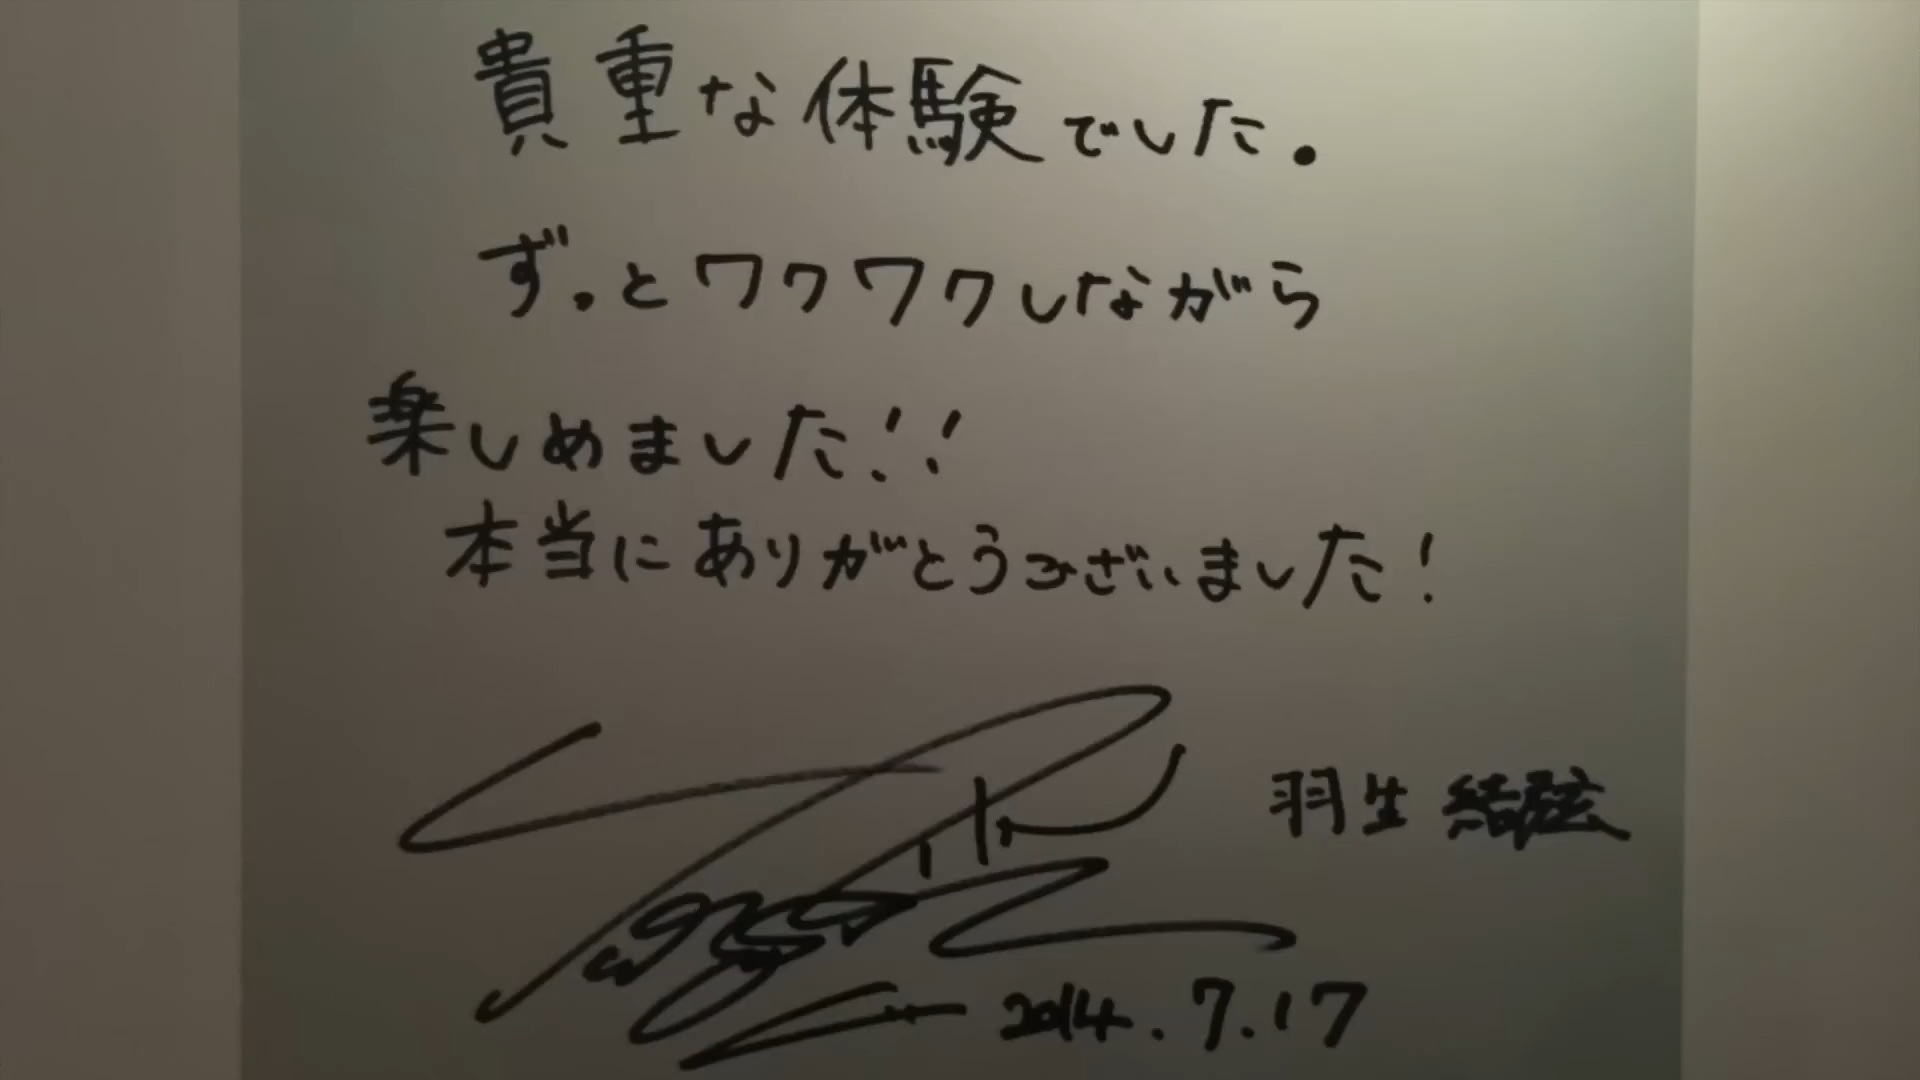 貴重な体験でした。
ずっとワクワクしながら
楽しめました!!
本当にありがとうございました!
羽生 結弦
2014.7.17